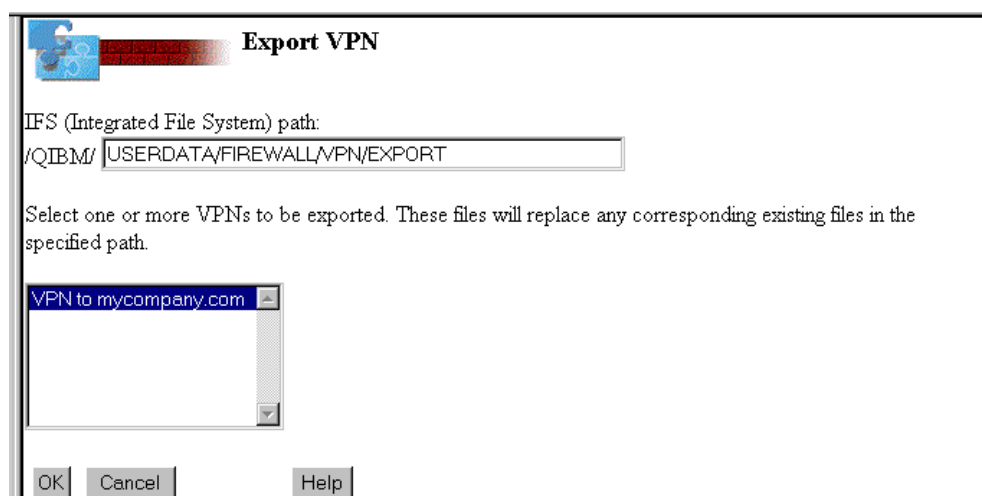 Export VPN
IFS (Integrated File System) path:
/QIBM/ USERDATA/FIREWALL/VPN/EXPORT
Select one or more VPNs to be exported. These files will replace any corresponding existing files in the
specified path.
VPN to mycompany.com
OK Cancel Help